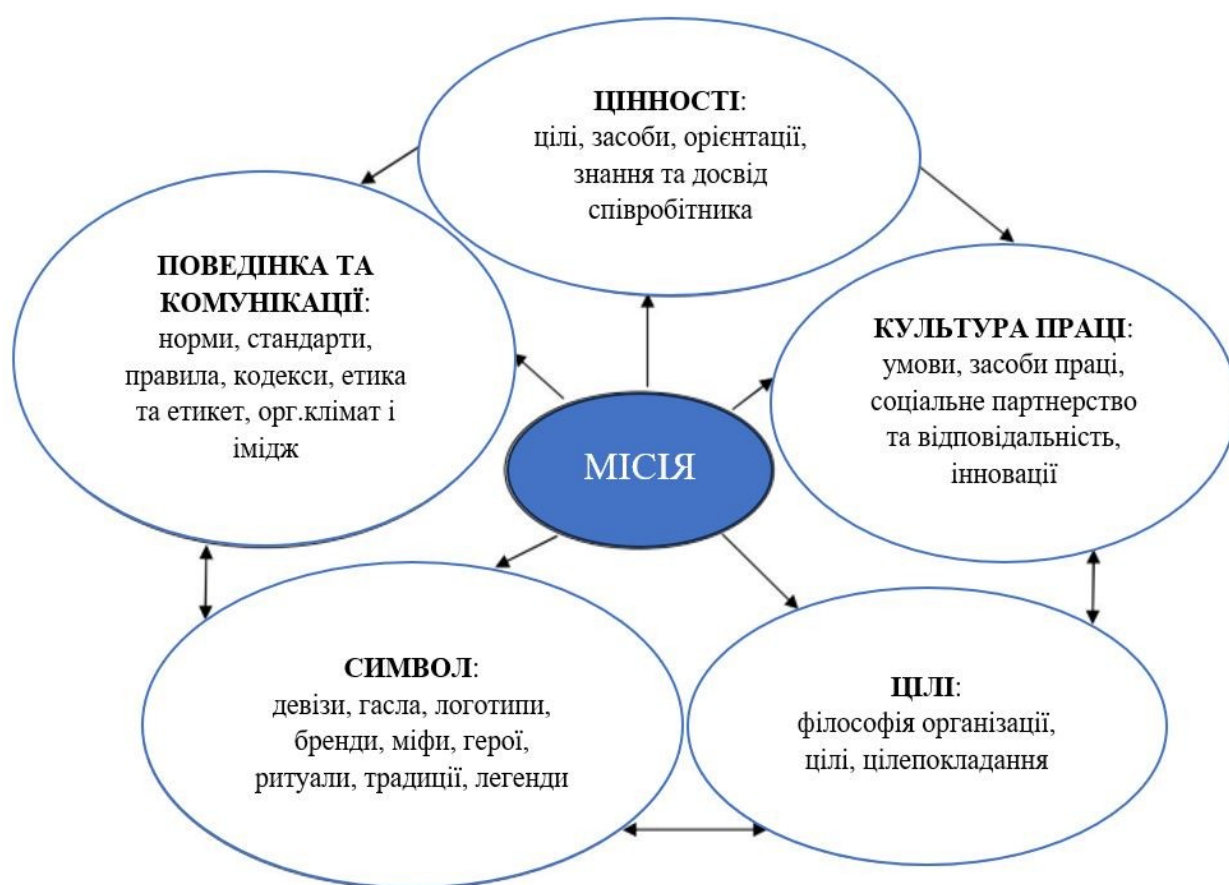 ЦІННОСТІ:
цілі, засоби, орієнтації,
знання та досвід
співробітника
ПОВЕДІНКА ТА
КОМУНІКАЦІЇ:
норми, стандарти,
правила, кодекси, етика
та етикет, орг.клімат і
імідж
КУЛЬТУРА ПРАЦІ:
умови, засоби праці,
соціальне партнерство
та відповідальність,
інновації
МІСІЯ
СИМВОЛ:
девізи, гасла, логотипи,
бренди, міфи, герої,
ритуали, традиції, легенди
ЦІЛІ:
філософія організації,
цілі, цілепокладання